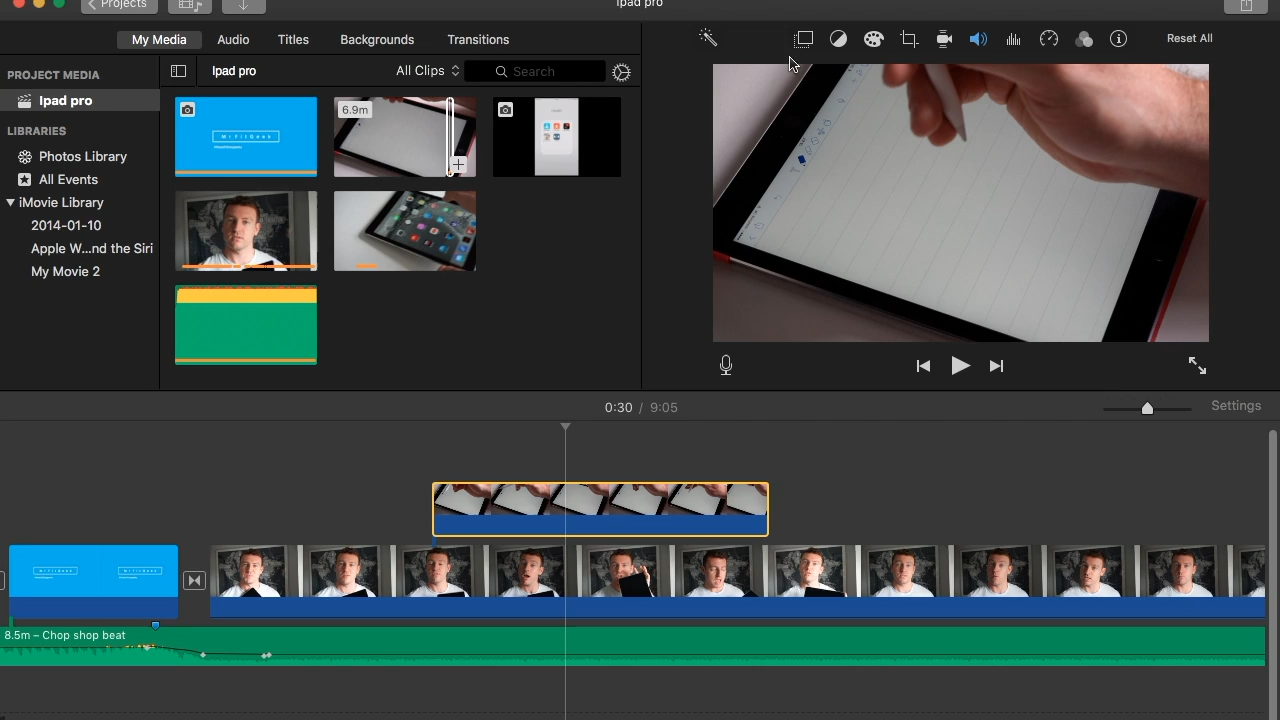 Projects
Ipad pro
My Media
Audio
Titles
Backgrounds
Transitions
Reset All
PROJECT MEDIA
Ipad pro
LIBRARIES
Photos Library
All Events
iMovie Library
2014-01-10
Apple W...nd the Siri
My Movie 2
Ipad pro
All Clips
Search
MrFitGeek
6.9m
0:30 / 9:05
Settings
8.5m – Chop shop beat